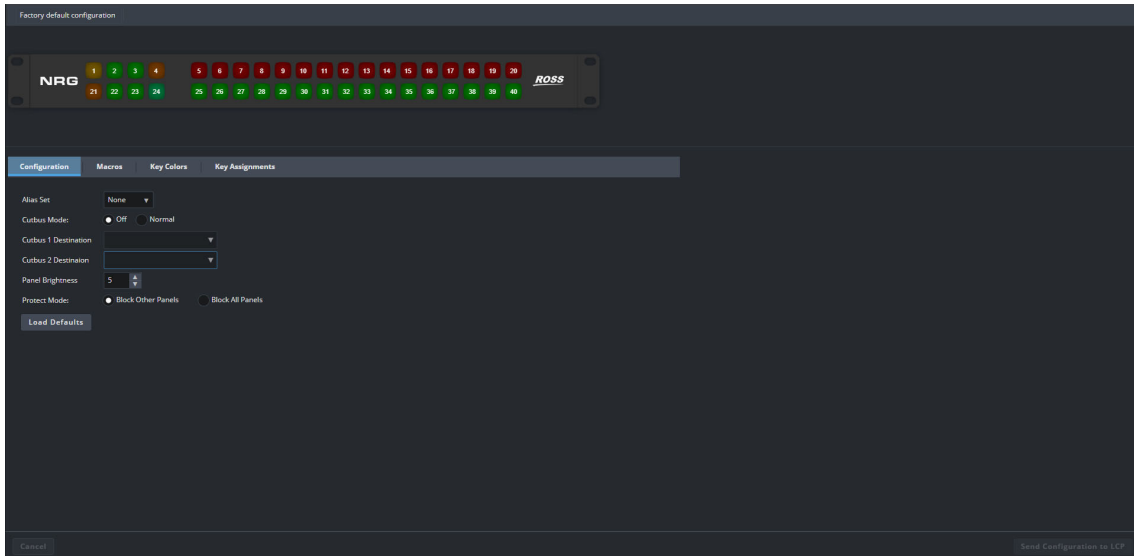 Factory default configuration
NRG 1 2 3 4 5 6 7 8 9 10 11 12 13 14 15 16 17 18 19 20 ROSS
21 22 23 24 25 26 27 28 29 30 31 32 33 34 35 36 37 38 39 40
Configuration Macros Key Colors Key Assignments
Alias Set None
Cutbus Mode: Off Normal
Cutbus 1 Destination
Cutbus 2 Destinaion
Panel Brightness 5
Protect Mode: Block Other Panels Block All Panels
Load Defaults
Cancel Send Configuration to LCP